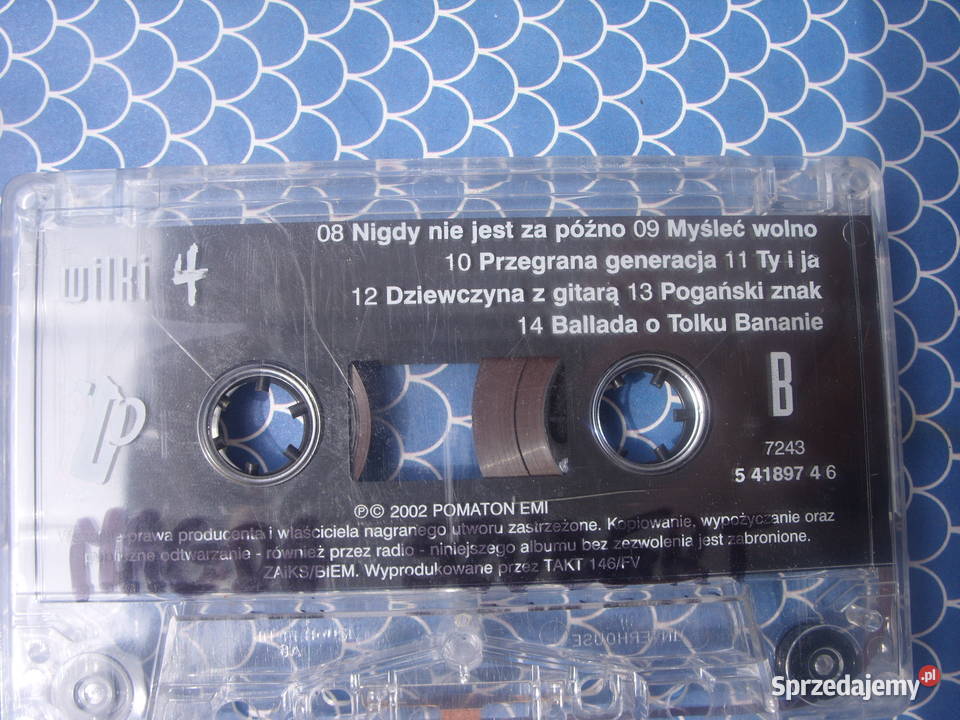 08 Nigdy nie jest za późno 09 Myśleć wolno
wilki 4
10 Przegrana generacja 11 Ty i ja
12 Dziewczyna z gitarą 13 Pogański znak
14 Ballada o Tolku Bananie
B
7243
5 41897 4 6
℗© 2002 POMATON EMI
prawa producenta i właściciela nagranego utworu zastrzeżone. Kopiowanie, wypożyczanie oraz
publiczne odtwarzanie - również przez radio - niniejszego albumu bez zezwolenia jest zabronione.
ZAiKS/BIEM. Wyprodukowane przez TAKT 146/FV
Sprzedajemy.pl